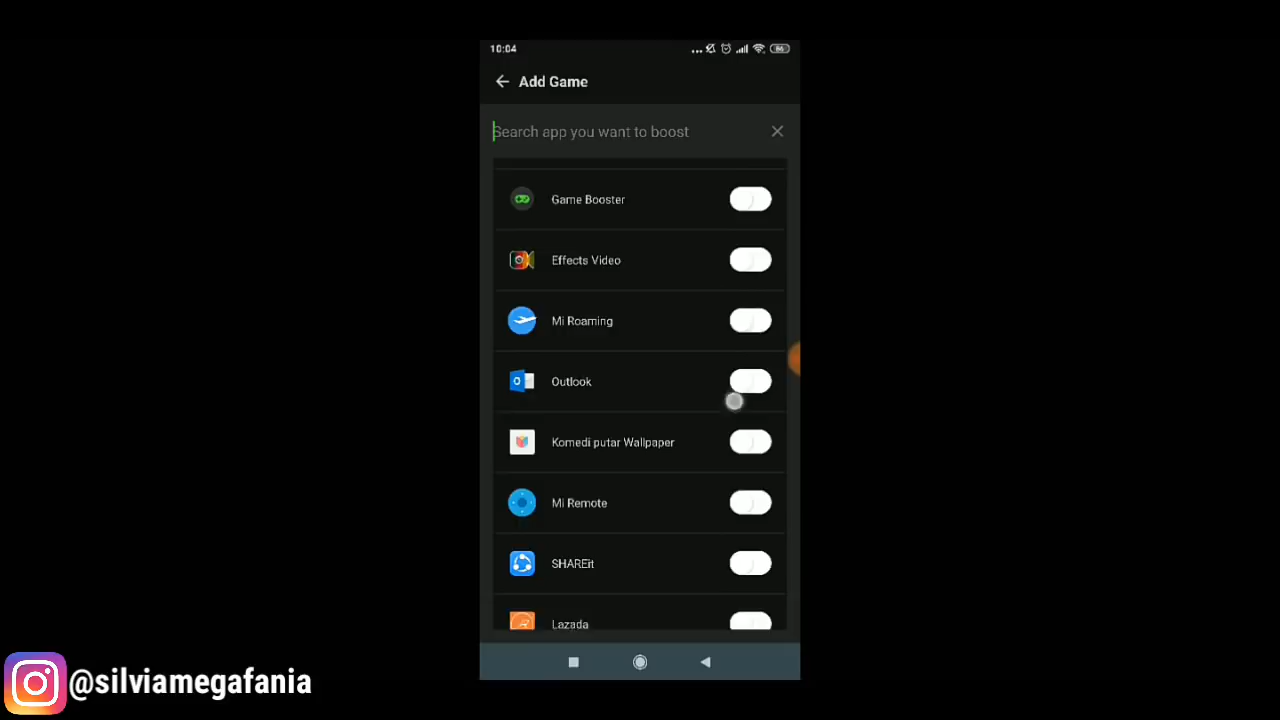 10:04
86
Add Game
Search app you want to boost
Game Booster
Effects Video
Mi Roaming
Outlook
Komedi putar Wallpaper
Mi Remote
SHAREit
Lazada
@silviamegafania